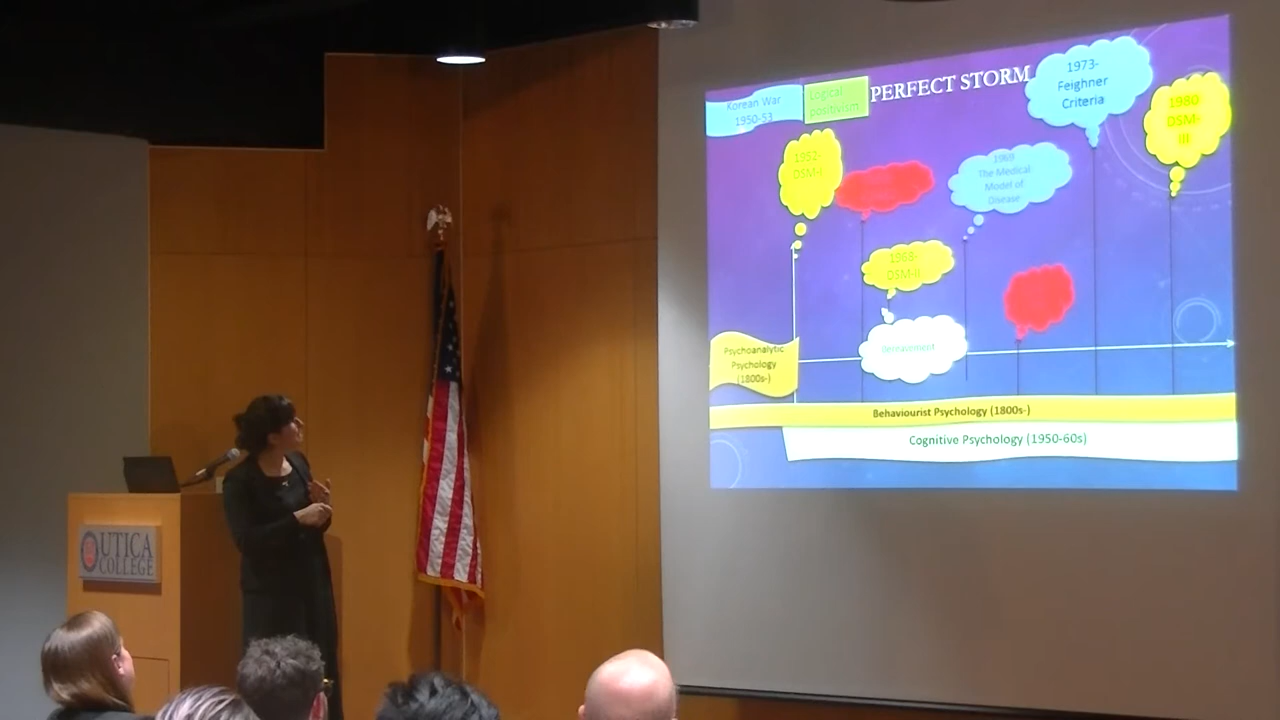 PERFECT STORM
Korean War
1950-53
Logical
positivism
1973-
Feighner
Criteria
1980
DSM-
III
1952-
DSM-I
1969
The Medical
Model of
Disease
1968-
DSM-II
Bereavement
Psychoanalytic
Psychology
(1800s-)
Behaviourist Psychology (1800s-)
Cognitive Psychology (1950-60s)
UTICA
COLLEGE